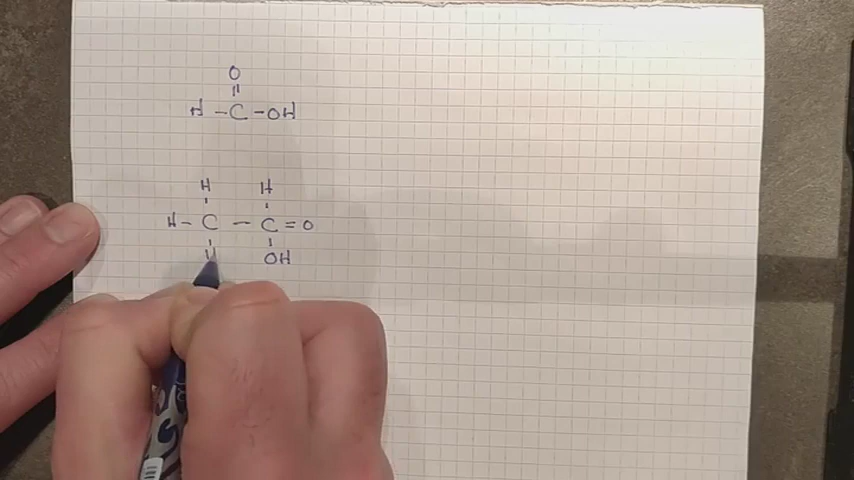 O
H - C - OH
H H
H - C - C = O
OH